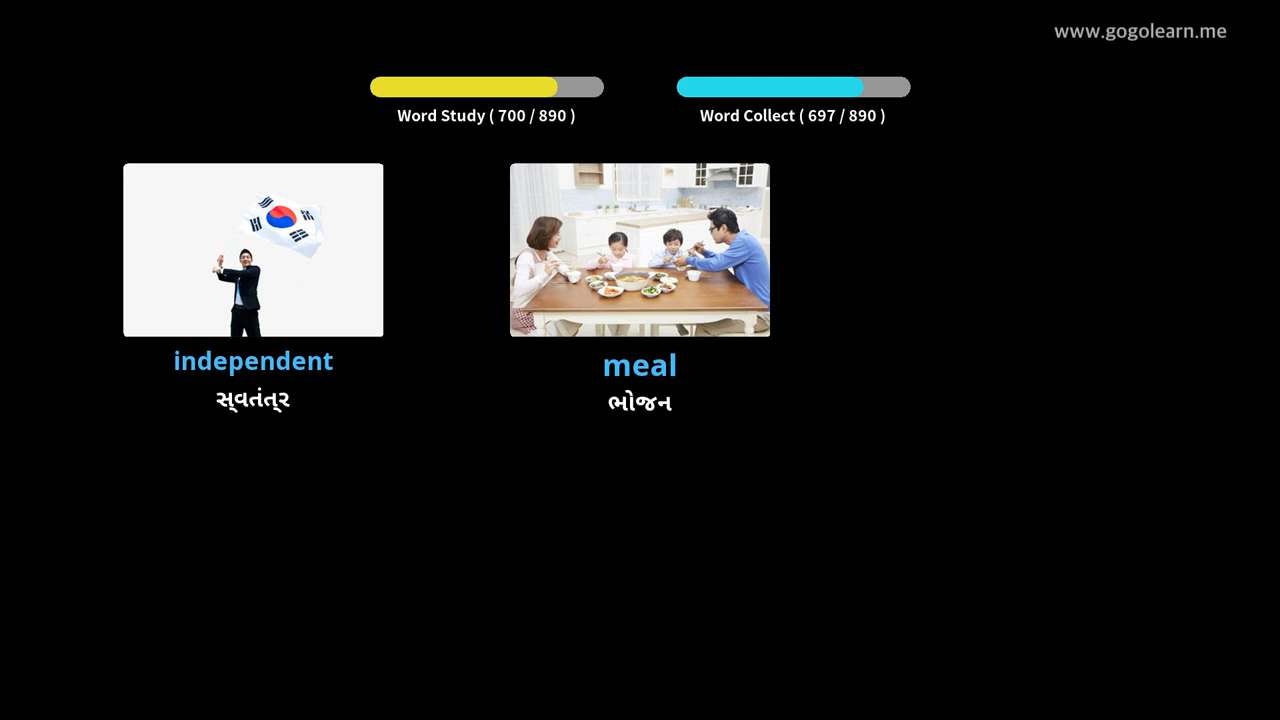 www.gogolearn.me
Word Study ( 700 / 890 )
Word Collect ( 697 / 890 )
independent
સ્વતંત્ર
meal
ભોજન